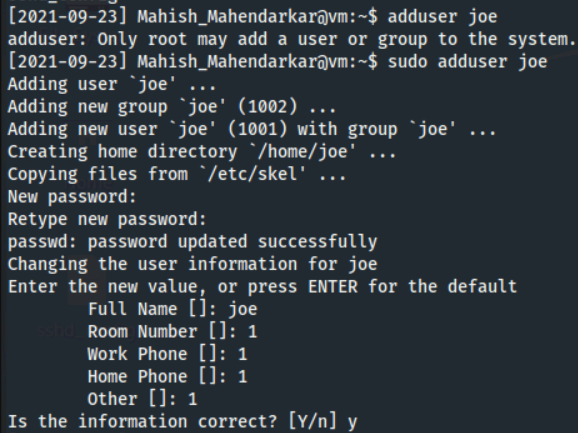 [2021-09-23] Mahish_Mahendarkar@vm:~$ adduser joe
adduser: Only root may add a user or group to the system.
[2021-09-23] Mahish_Mahendarkar@vm:~$ sudo adduser joe
Adding user `joe' ...
Adding new group `joe' (1002) ...
Adding new user `joe' (1001) with group `joe' ...
Creating home directory `/home/joe' ...
Copying files from `/etc/skel' ...
New password:
Retype new password:
passwd: password updated successfully
Changing the user information for joe
Enter the new value, or press ENTER for the default
Full Name []: joe
Room Number []: 1
Work Phone []: 1
Home Phone []: 1
Other []: 1
Is the information correct? [Y/n] y